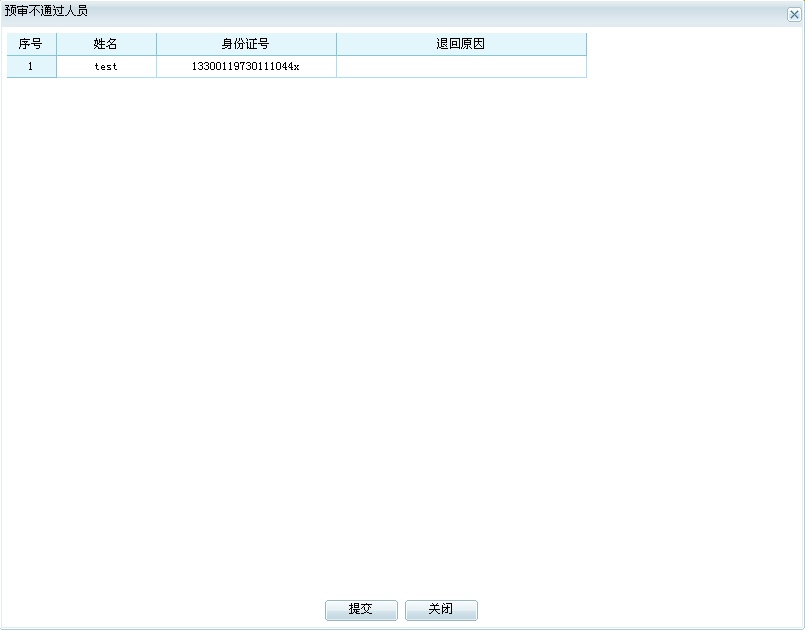 预审不通过人员
序号 姓名 身份证号 退回原因
1 test 13300119730111044x
提交 关闭